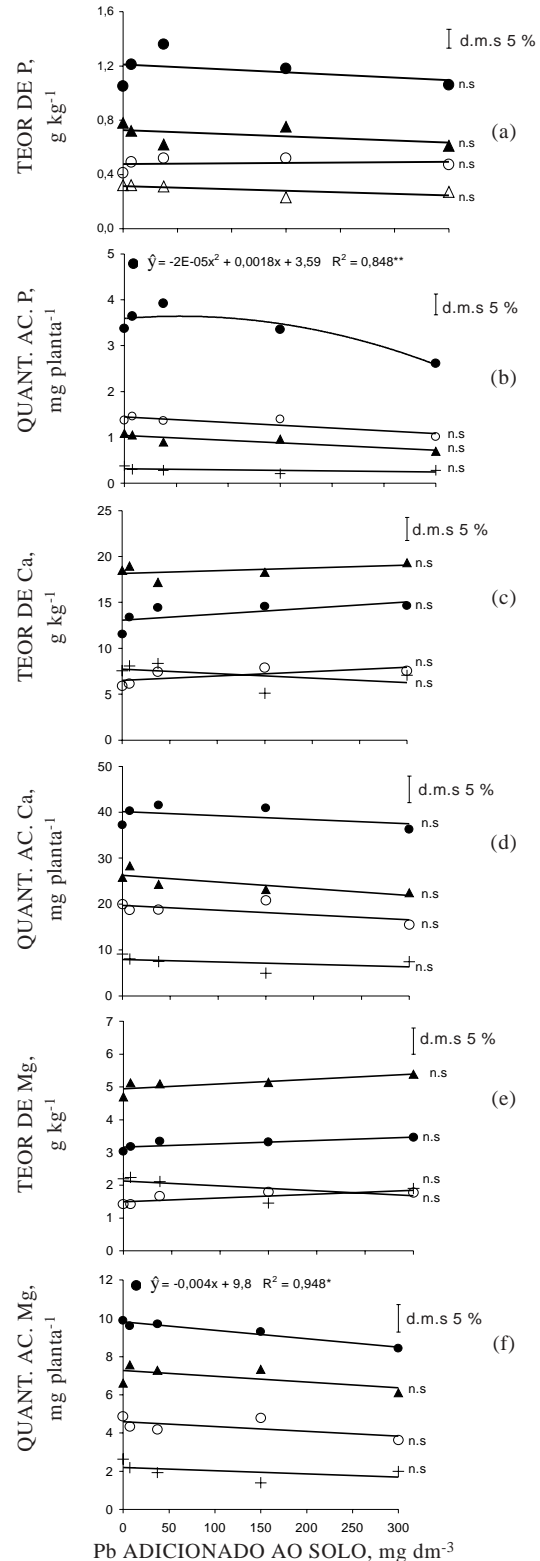 1,6
1,2
0,8
0,4
0,0
TEOR DE P,
g kg-1
d.m.s 5 %
n.s
n.s
n.s
n.s
(a)
ŷ = -2E-05x2 + 0,0018x + 3,59 R2 = 0,848**
5
4
3
2
1
0
QUANT. AC. P,
mg planta-1
d.m.s 5 %
n.s
n.s
n.s
(b)
25
20
15
10
5
0
TEOR DE Ca,
g kg-1
d.m.s 5 %
n.s
n.s
n.s
n.s
(c)
50
40
30
20
10
0
QUANT. AC. Ca,
mg planta-1
d.m.s 5 %
n.s
n.s
n.s
n.s
(d)
7
6
5
4
3
2
1
0
TEOR DE Mg,
g kg-1
d.m.s 5 %
n.s
n.s
n.s
n.s
(e)
ŷ = -0,004x + 9,8 R2 = 0,948*
12
10
8
6
4
2
0
QUANT. AC. Mg,
mg planta-1
d.m.s 5 %
n.s
n.s
n.s
(f)
0 50 100 150 200 250 300
Pb ADICIONADO AO SOLO, mg dm-3